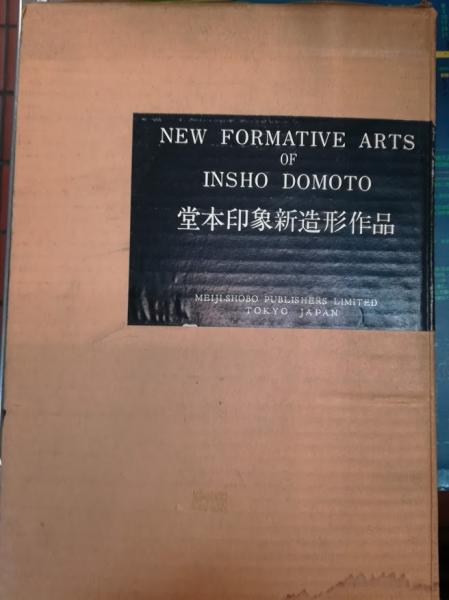 NEW FORMATIVE ARTS
OF
INSHO DOMOTO
堂本印象新造形作品
MEIJI SHOBO PUBLISHERS LIMITED
TOKYO JAPAN